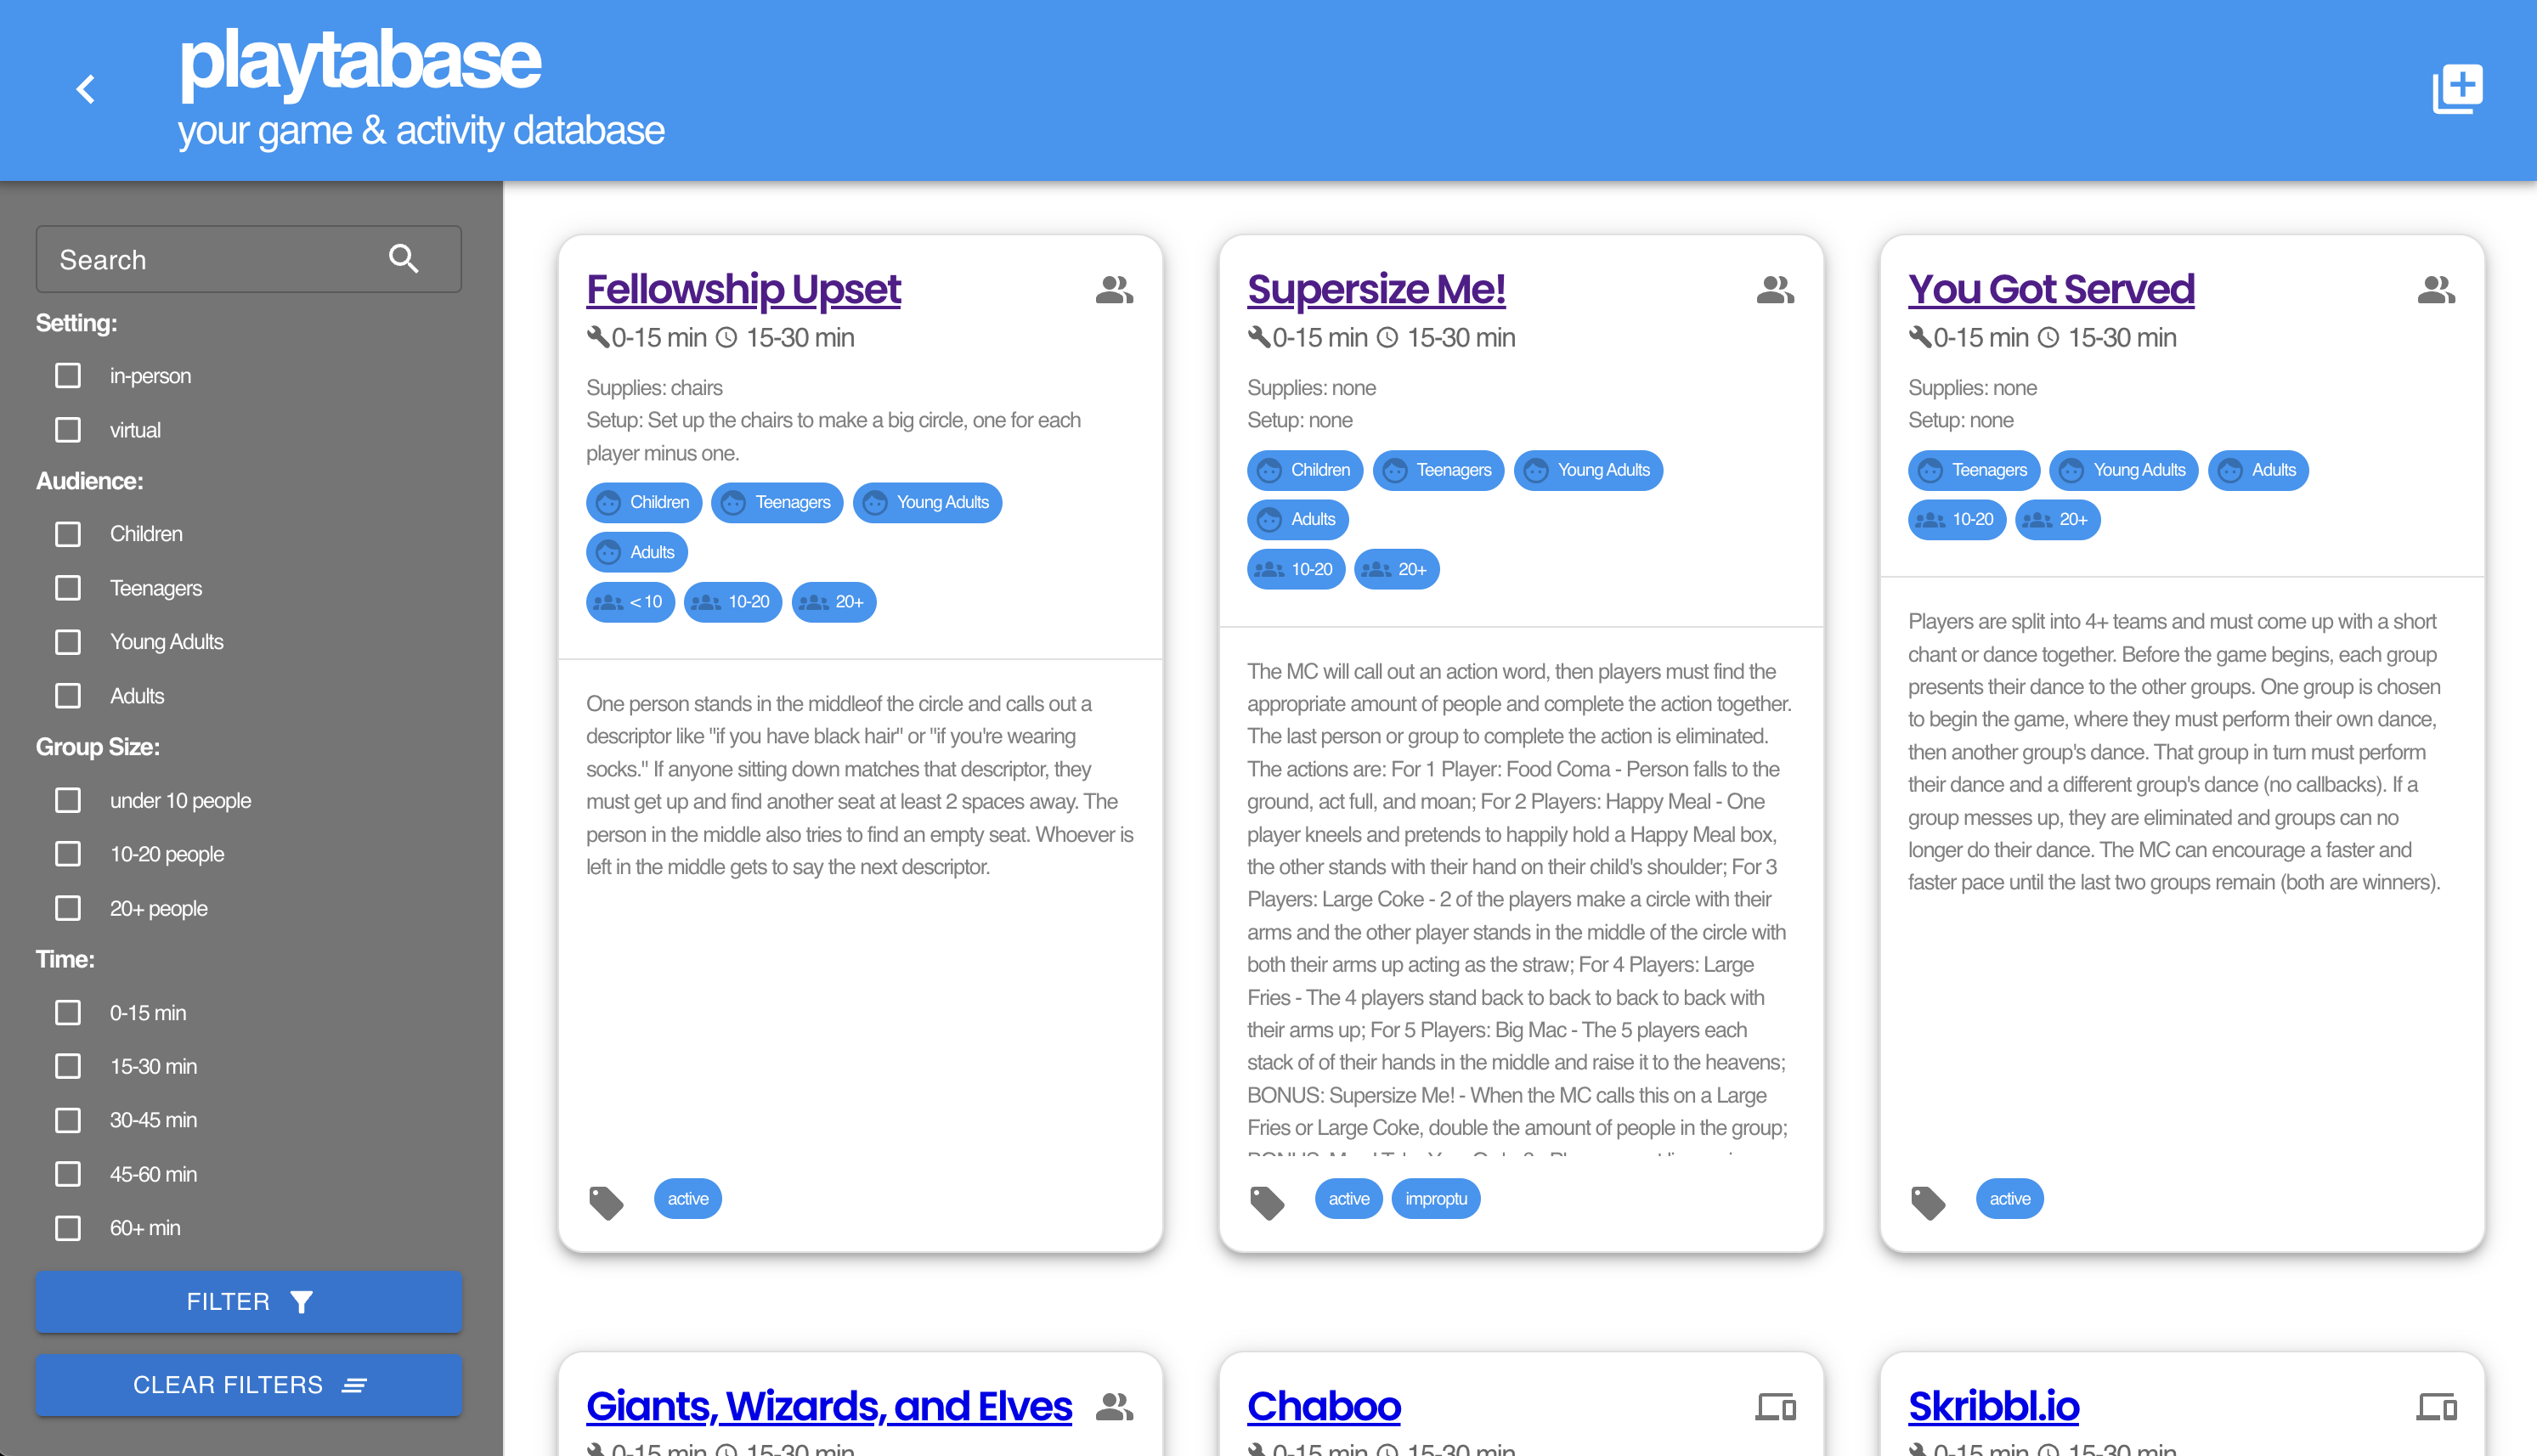 playtabase
your game & activity database
Search
Setting:
in-person
virtual
Audience:
Children
Teenagers
Young Adults
Adults
Group Size:
under 10 people
10-20 people
20+ people
Time:
0-15 min
15-30 min
30-45 min
45-60 min
60+ min
FILTER
CLEAR FILTERS
Fellowship Upset
0-15 min 15-30 min
Supplies: chairs
Setup: Set up the chairs to make a big circle, one for each
player minus one.
Children Teenagers Young Adults
Adults
< 10 10-20 20+
One person stands in the middleof the circle and calls out a
descriptor like "if you have black hair" or "if you're wearing
socks." If anyone sitting down matches that descriptor, they
must get up and find another seat at least 2 spaces away. The
person in the middle also tries to find an empty seat. Whoever is
left in the middle gets to say the next descriptor.
active
Supersize Me!
0-15 min 15-30 min
Supplies: none
Setup: none
Children Teenagers Young Adults
Adults
10-20 20+
The MC will call out an action word, then players must find the
appropriate amount of people and complete the action together.
The last person or group to complete the action is eliminated.
The actions are: For 1 Player: Food Coma - Person falls to the
ground, act full, and moan; For 2 Players: Happy Meal - One
player kneels and pretends to happily hold a Happy Meal box,
the other stands with their hand on their child's shoulder; For 3
Players: Large Coke - 2 of the players make a circle with their
arms and the other player stands in the middle of the circle with
both their arms up acting as the straw; For 4 Players: Large
Fries - The 4 players stand back to back to back to back with
their arms up; For 5 Players: Big Mac - The 5 players each
stack of of their hands in the middle and raise it to the heavens;
BONUS: Supersize Me! - When the MC calls this on a Large
Fries or Large Coke, double the amount of people in the group;
active improptu
You Got Served
0-15 min 15-30 min
Supplies: none
Setup: none
Teenagers Young Adults Adults
10-20 20+
Players are split into 4+ teams and must come up with a short
chant or dance together. Before the game begins, each group
presents their dance to the other groups. One group is chosen
to begin the game, where they must perform their own dance,
then another group's dance. That group in turn must perform
their dance and a different group's dance (no callbacks). If a
group messes up, they are eliminated and groups can no
longer do their dance. The MC can encourage a faster and
faster pace until the last two groups remain (both are winners).
active
Giants, Wizards, and Elves
0-15 min 15-30 min
Chaboo
0-15 min 15-30 min
Skribbl.io
0-15 min 15-30 min